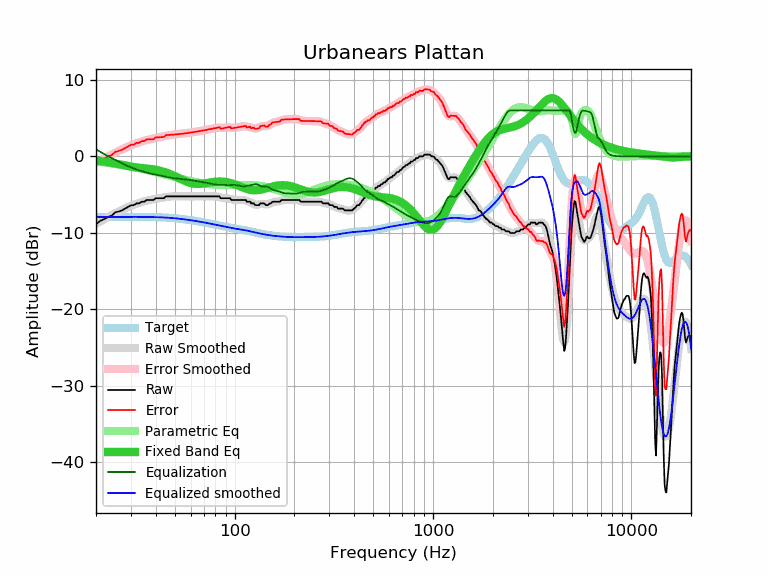 Urbanears Plattan
Amplitude (dBr)
10
0
−10
−20
−30
−40
Target
Raw Smoothed
Error Smoothed
Raw
Error
Parametric Eq
Fixed Band Eq
Equalization
Equalized smoothed
100
1000
10000
Frequency (Hz)